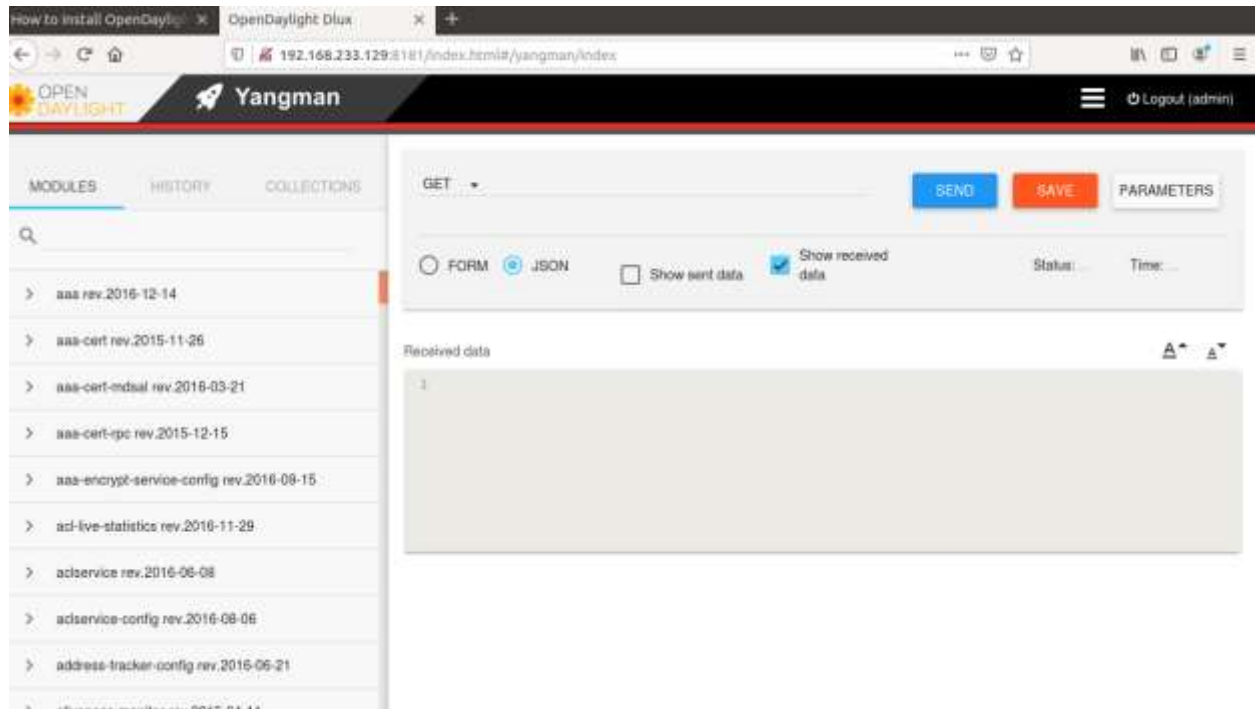 How to Install OpenDaylig
OpenDaylight Dlux
192.168.233.129:8181/index.html#/yangman/index
OPEN
DAYLIGHT
Yangman
Logout (admin)
MODULES HISTORY COLLECTIONS
GET
SEND SAVE PARAMETERS
FORM JSON
Show sent data
Show received
data
Status: ...
Time: ...
aaa rev.2016-12-14
aaa-cert rev.2015-11-26
aaa-cert-mdsal rev.2016-03-21
aaa-cert-rpc rev.2015-12-15
aaa-encrypt-service-config rev.2016-09-15
acl-live-statistics rev.2016-11-29
aclservice rev.2016-06-08
aclservice-config rev.2016-08-06
address-tracker-config rev.2016-06-21
Received data
A A
1